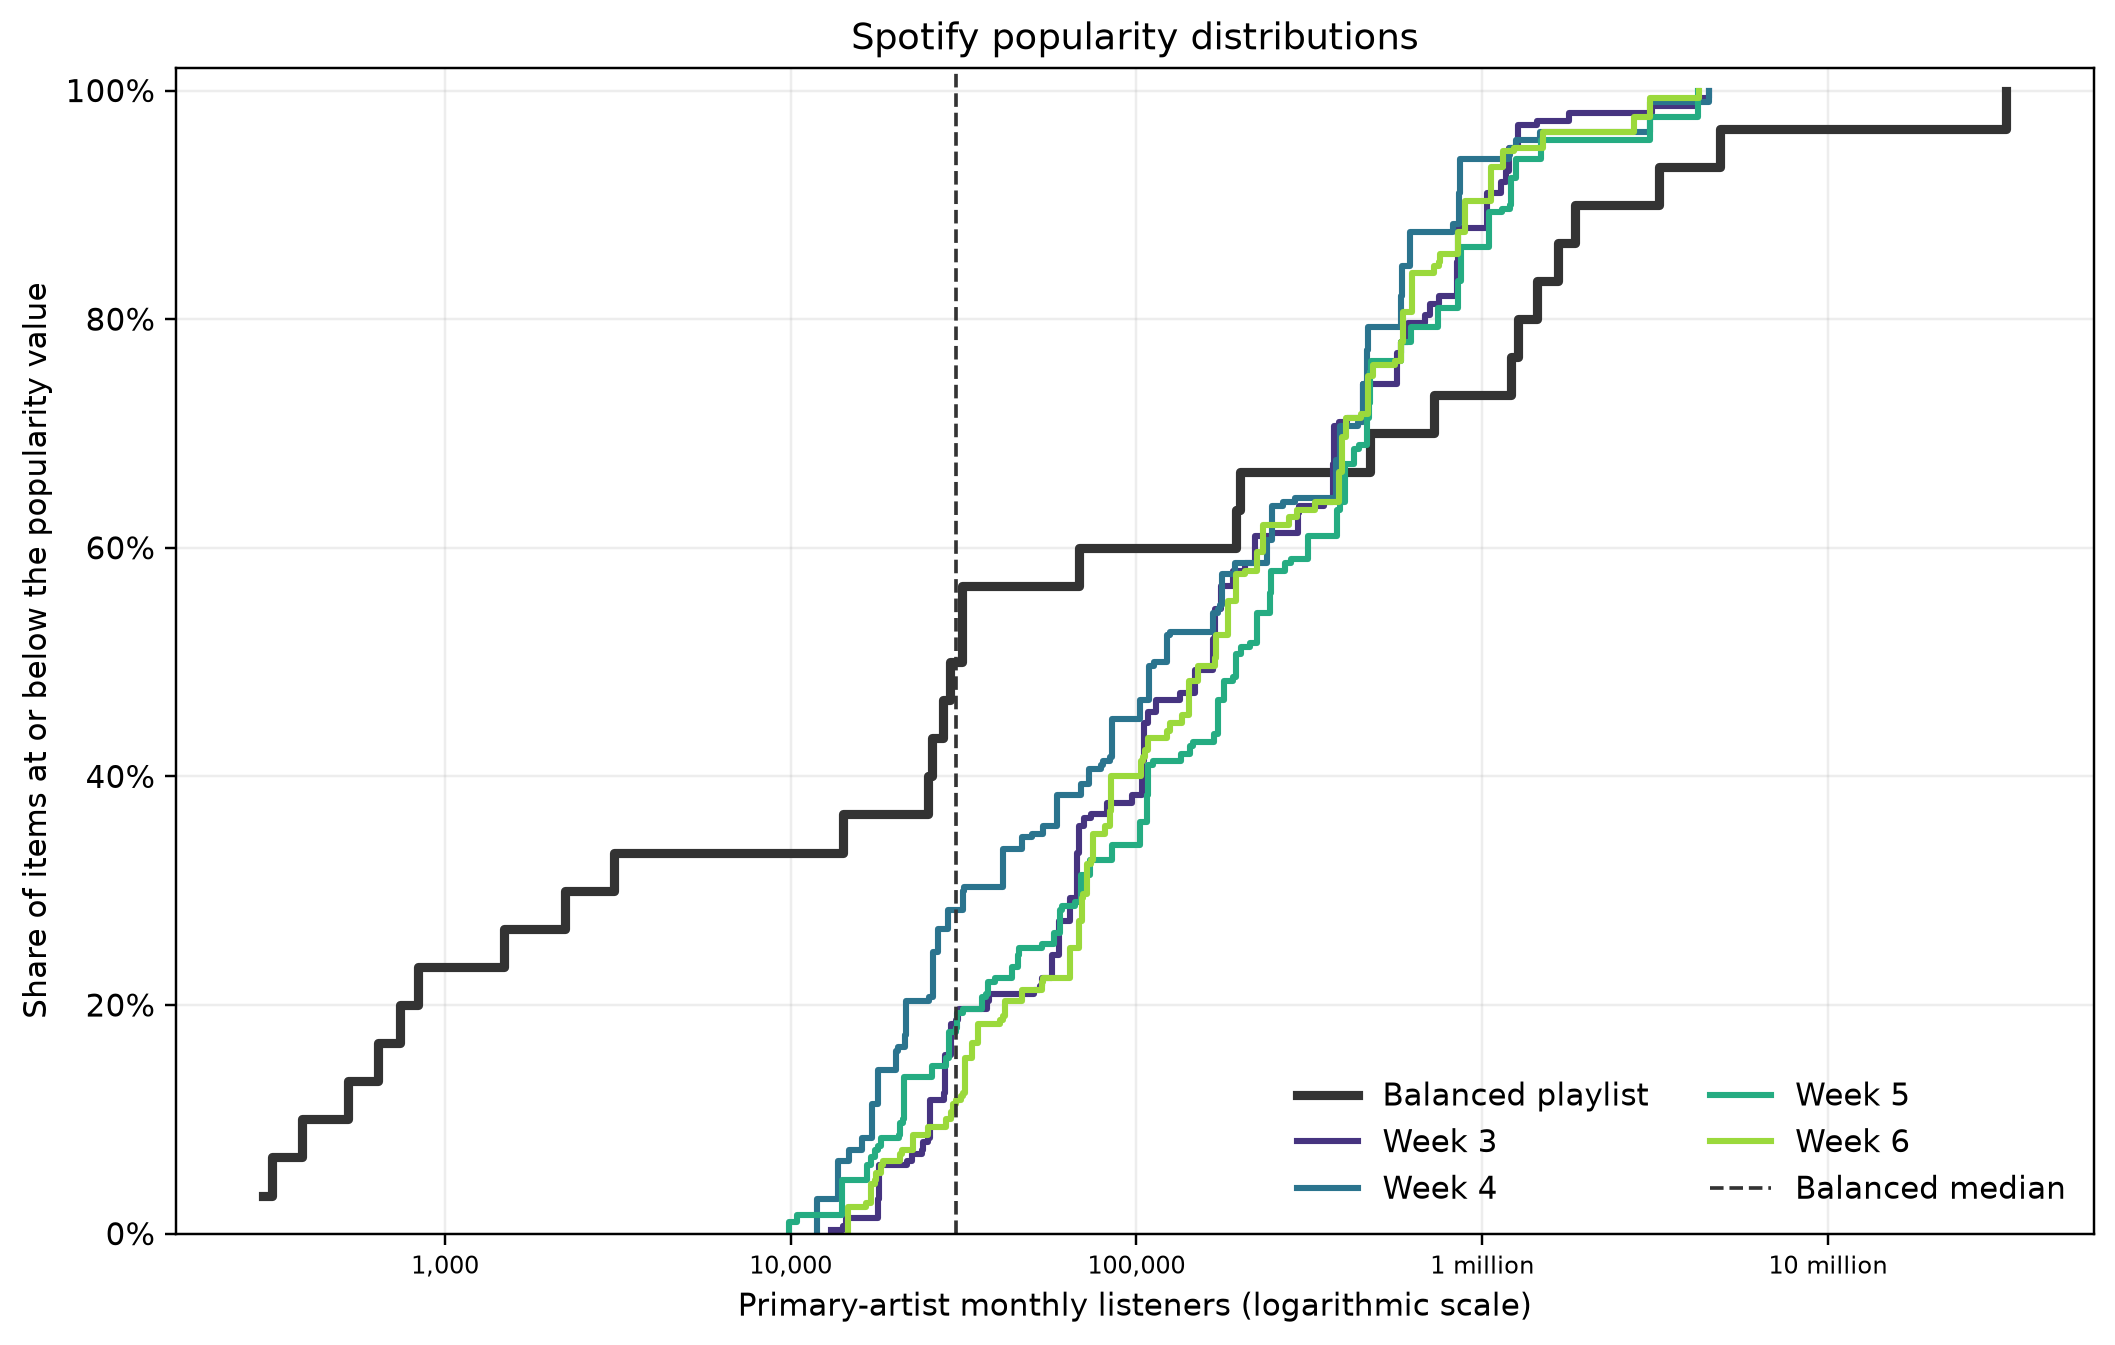 Spotify popularity distributions
Share of items at or below the popularity value
100%
80%
60%
40%
20%
0%
1,000
10,000
100,000
1 million
10 million
Primary-artist monthly listeners (logarithmic scale)
Balanced playlist
Week 3
Week 4
Week 5
Week 6
Balanced median